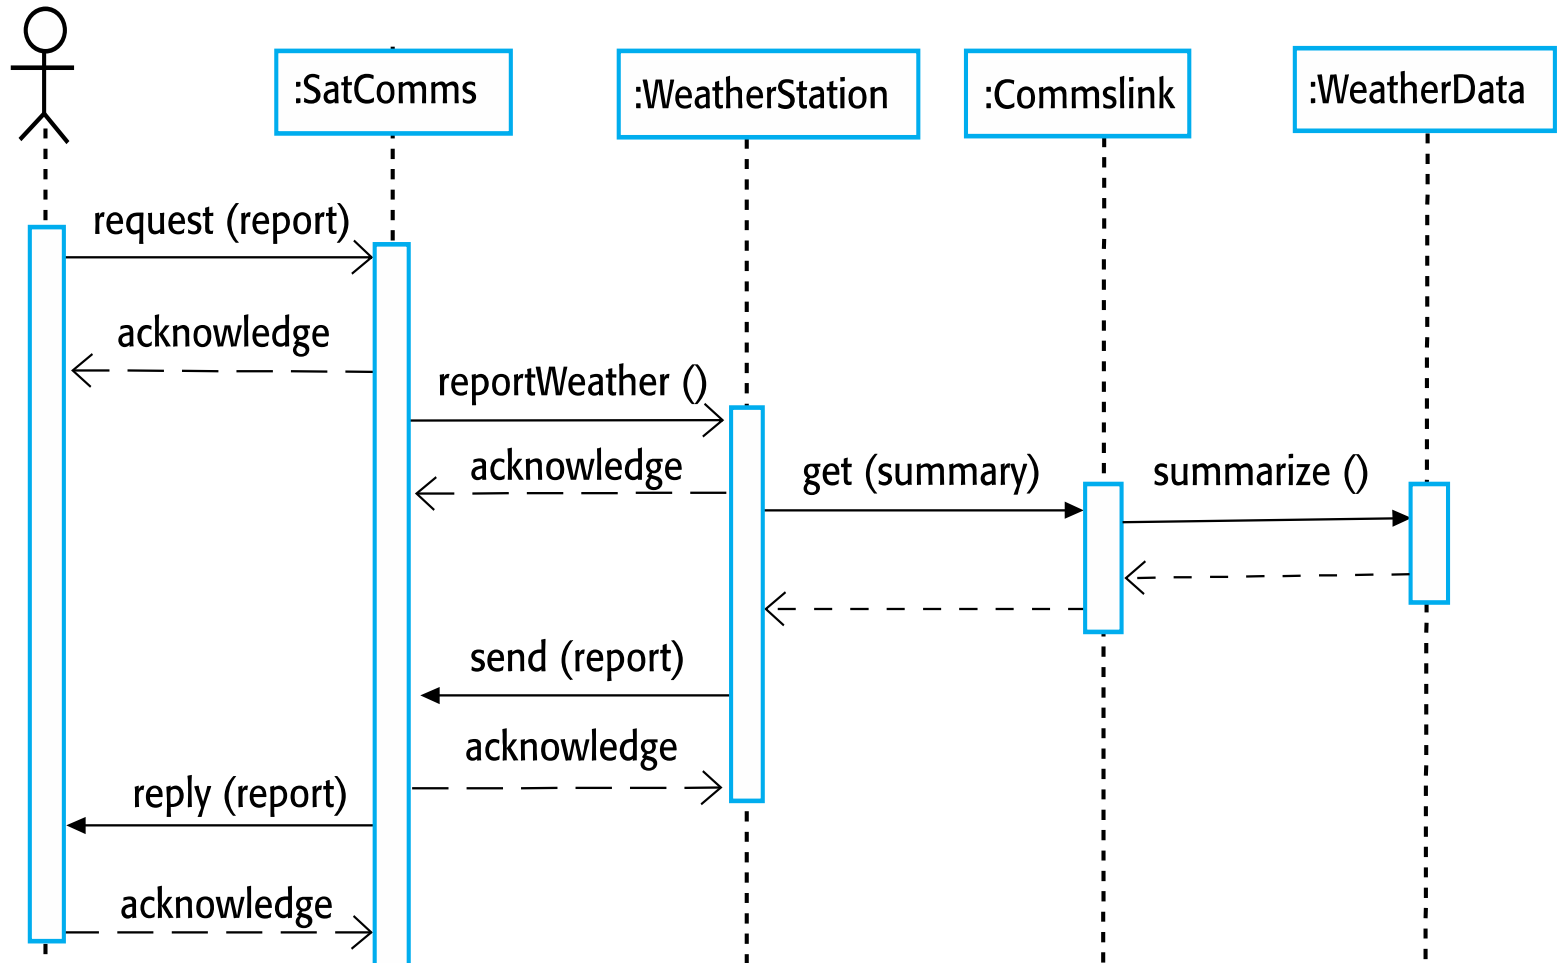 :SatComms
:WeatherStation
:Commslink
:WeatherData
request (report)
acknowledge
reportWeather ()
acknowledge
get (summary)
summarize ()
send (report)
acknowledge
reply (report)
acknowledge